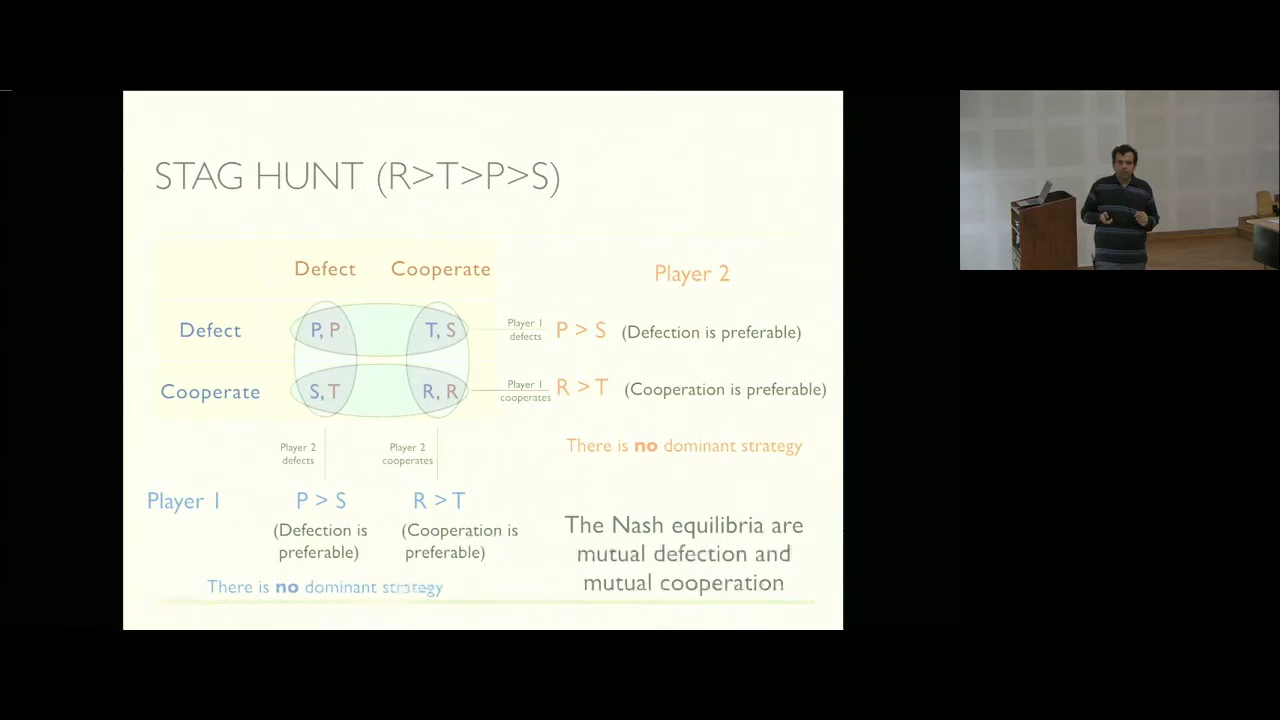 STAG HUNT (R>T>P>S)
Defect Cooperate
Player 2
Defect
P, P
T, S
Player 1
defects
P > S (Defection is preferable)
Cooperate
S, T
R, R
Player 1
cooperates
R > T (Cooperation is preferable)
Player 2
defects
Player 2
cooperates
There is no dominant strategy
Player 1
P > S
R > T
(Defection is
preferable)
(Cooperation is
preferable)
There is no dominant strategy
The Nash equilibria are
mutual defection and
mutual cooperation